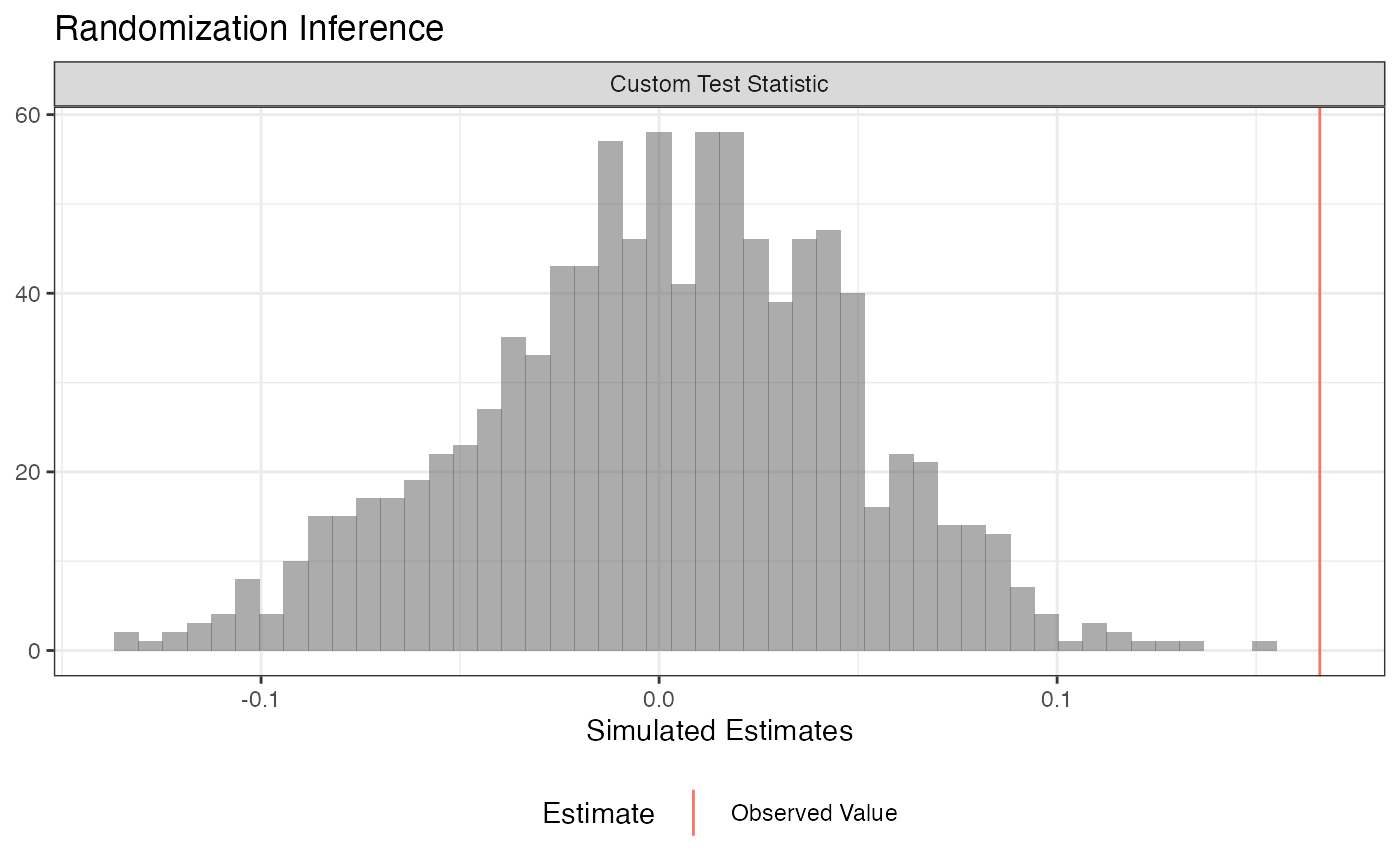 Randomization Inference
Custom Test Statistic
60
40
20
0
-0.1 0.0 0.1
Simulated Estimates
Estimate Observed Value